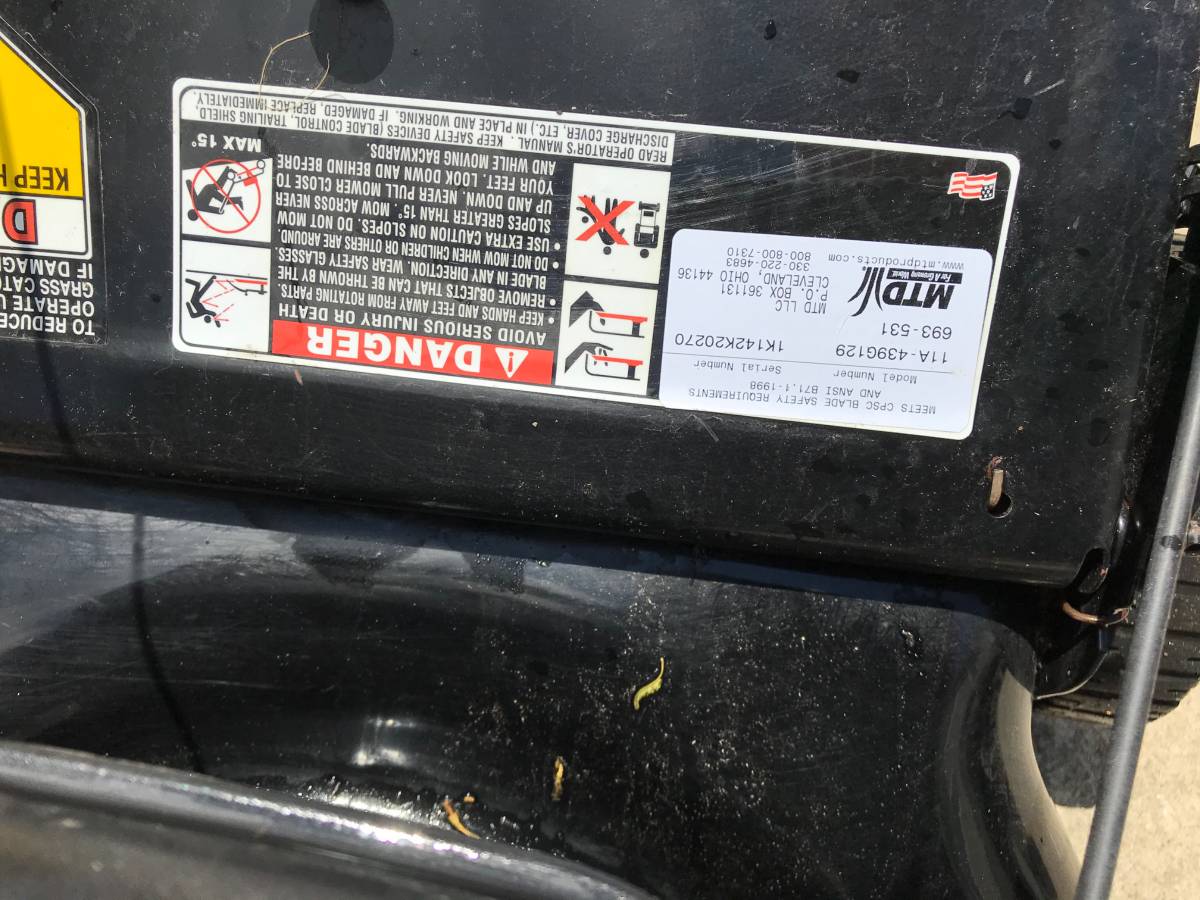 MEETS CPSC BLADE SAFETY REQUIREMENTS
AND ANSI B71.1-1998
Model Number Serial Number
11A-439G129 1K142K20270
693-531
MTD
For A Growing World.
MTD LLC
P.O. BOX 361131
CLEVELAND, OHIO 44136
330-220-4683
www.mtdproducts.com 800-800-7310
DANGER
AVOID SERIOUS INJURY OR DEATH
• KEEP HANDS AND FEET AWAY FROM ROTATING PARTS.
• REMOVE OBJECTS THAT CAN BE THROWN BY THE
BLADE IN ANY DIRECTION. WEAR SAFETY GLASSES.
• DO NOT MOW WHEN CHILDREN OR OTHERS ARE AROUND.
• USE EXTRA CAUTION ON SLOPES. DO NOT MOW
SLOPES GREATER THAN 15°. MOW ACROSS NEVER
UP AND DOWN. NEVER PULL MOWER CLOSE TO
YOUR FEET. LOOK DOWN AND BEHIND BEFORE
AND WHILE MOVING BACKWARDS.
MAX 15°
READ OPERATOR'S MANUAL. KEEP SAFETY DEVICES (BLADE CONTROL, TRAILING SHIELD,
DISCHARGE COVER, ETC.) IN PLACE AND WORKING. IF DAMAGED, REPLACE IMMEDIATELY.
TO REDUCE
OPERATE
GRASS
IF
D
KEEP